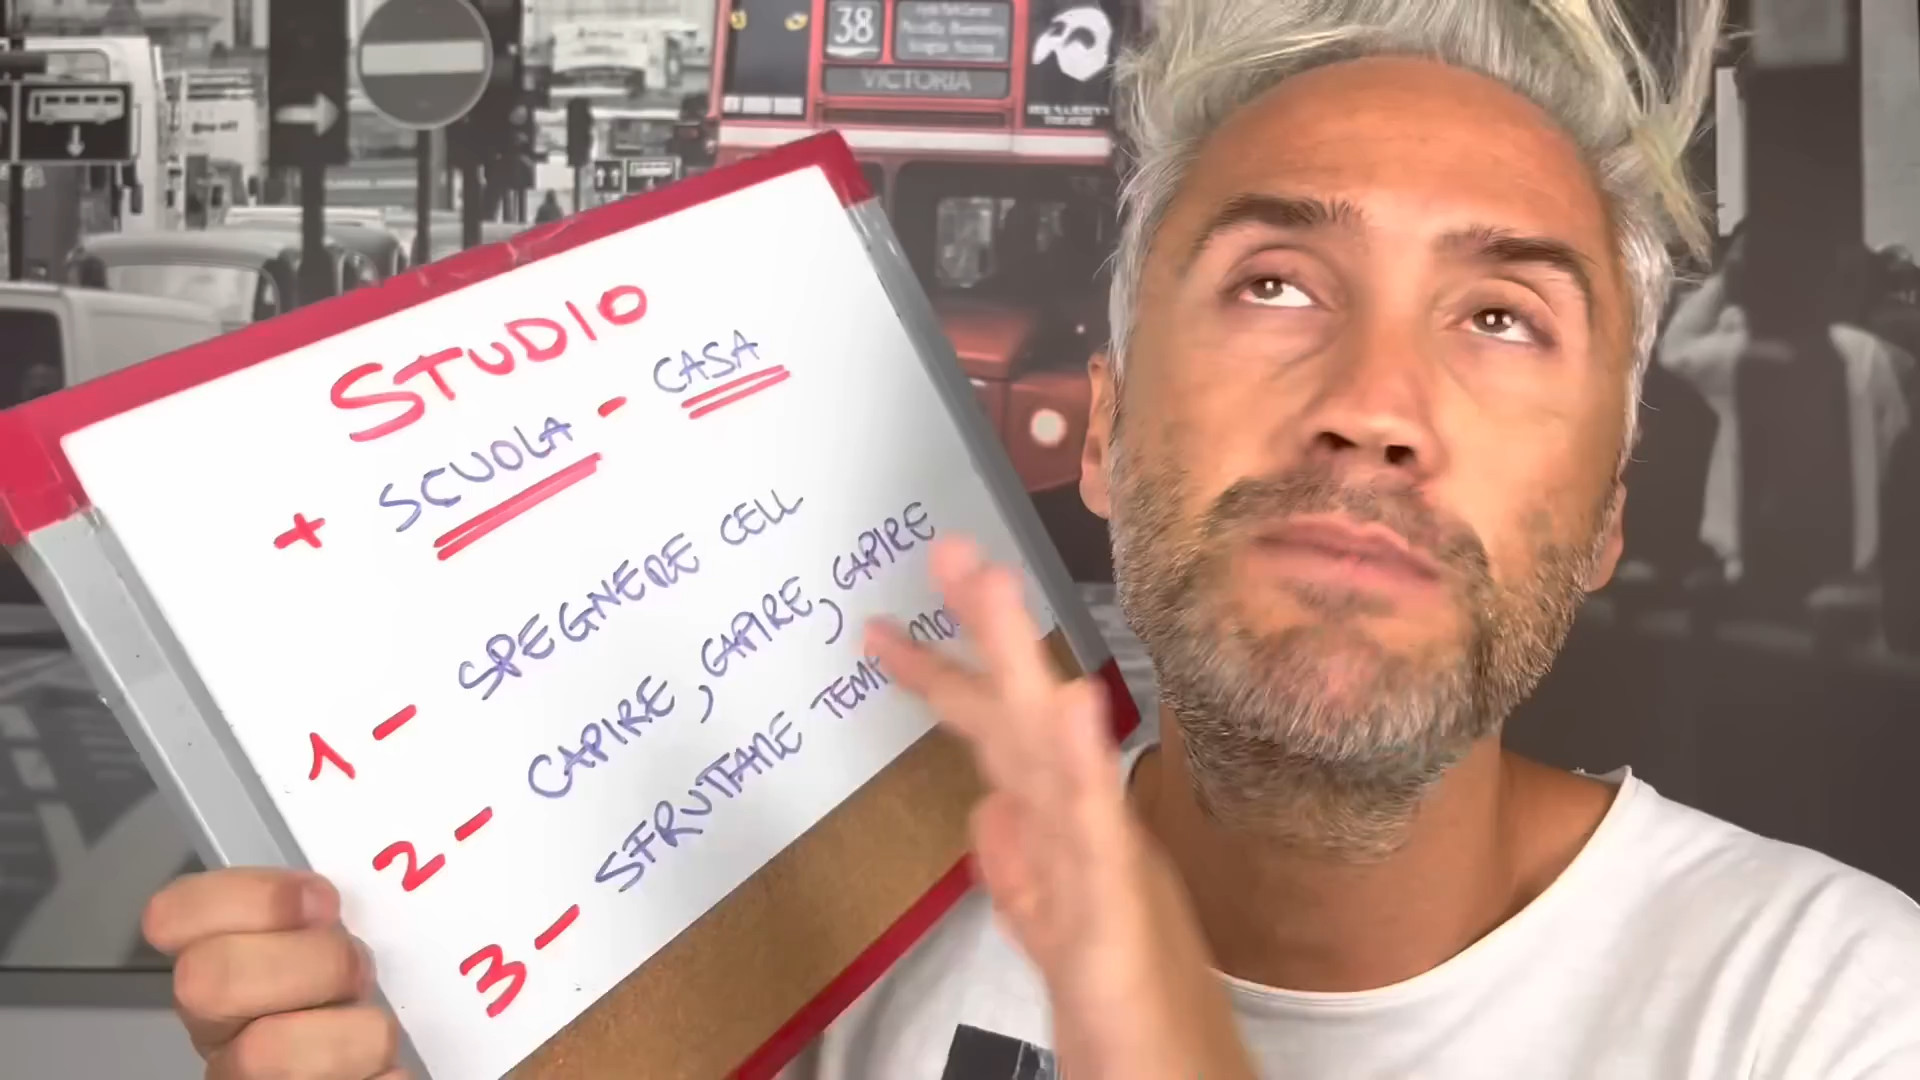 38
VICTORIA
STUDIO
+ SCUOLA - CASA
1 - SPEGNERE CELL
2 - CAPIRE, CAPIRE, CAPIRE
3 - SFRUTTARE